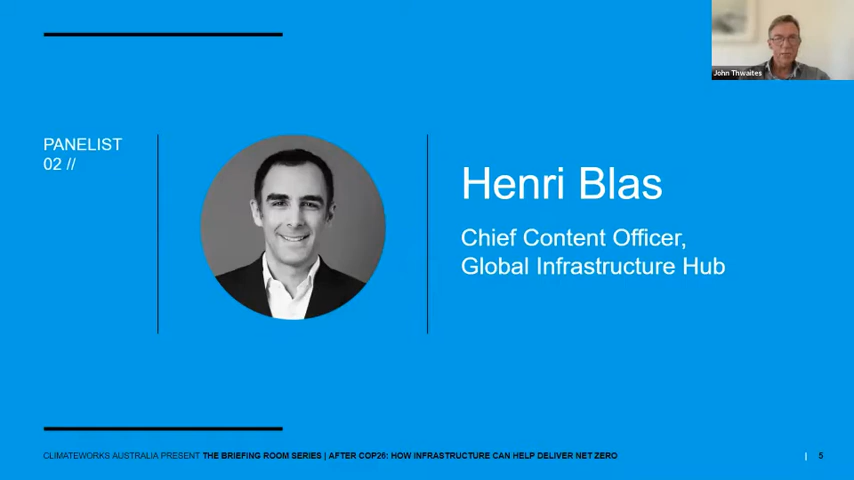 John Thwaites
PANELIST
02 //
Henri Blas
Chief Content Officer,
Global Infrastructure Hub
CLIMATEWORKS AUSTRALIA PRESENT THE BRIEFING ROOM SERIES | AFTER COP26: HOW INFRASTRUCTURE CAN HELP DELIVER NET ZERO
| 5